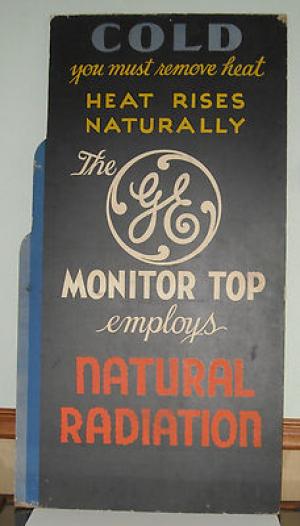 COLD
you must remove heat
HEAT RISES
NATURALLY
The GE
MONITOR TOP
employs
NATURAL
RADIATION